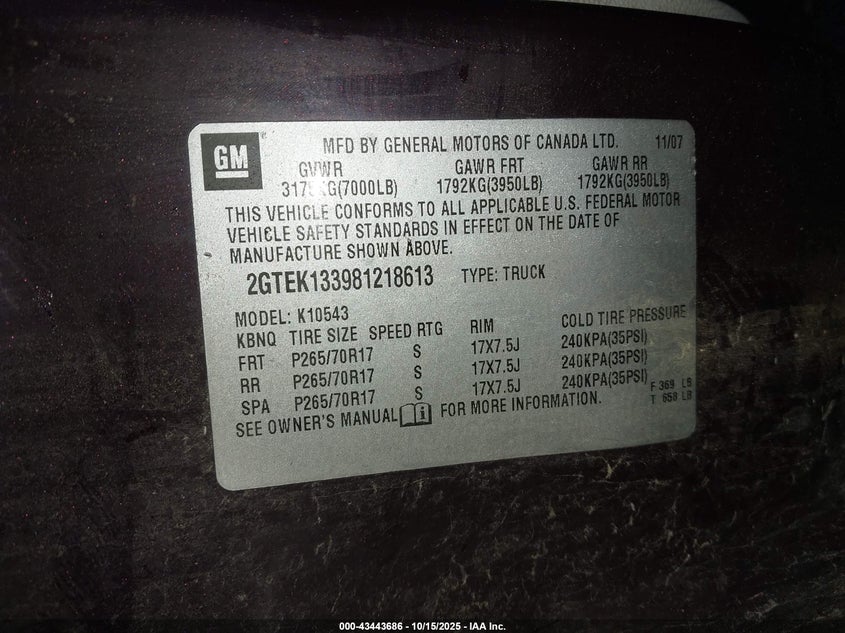 GM
MFD BY GENERAL MOTORS OF CANADA LTD. 11/07
GVWR GAWR FRT GAWR RR
3175KG(7000LB) 1792KG(3950LB) 1792KG(3950LB)
THIS VEHICLE CONFORMS TO ALL APPLICABLE U.S. FEDERAL MOTOR
VEHICLE SAFETY STANDARDS IN EFFECT ON THE DATE OF
MANUFACTURE SHOWN ABOVE.
2GTEK133981218613 TYPE: TRUCK
MODEL: K10543
KBNQ TIRE SIZE SPEED RTG RIM COLD TIRE PRESSURE
FRT P265/70R17 S 17X7.5J 240KPA(35PSI)
RR P265/70R17 S 17X7.5J 240KPA(35PSI)
SPA P265/70R17 S 17X7.5J 240KPA(35PSI)
F 369 LB
T 658 LB
SEE OWNER'S MANUAL FOR MORE INFORMATION.
000-43443686 - 10/15/2025 - IAA Inc.